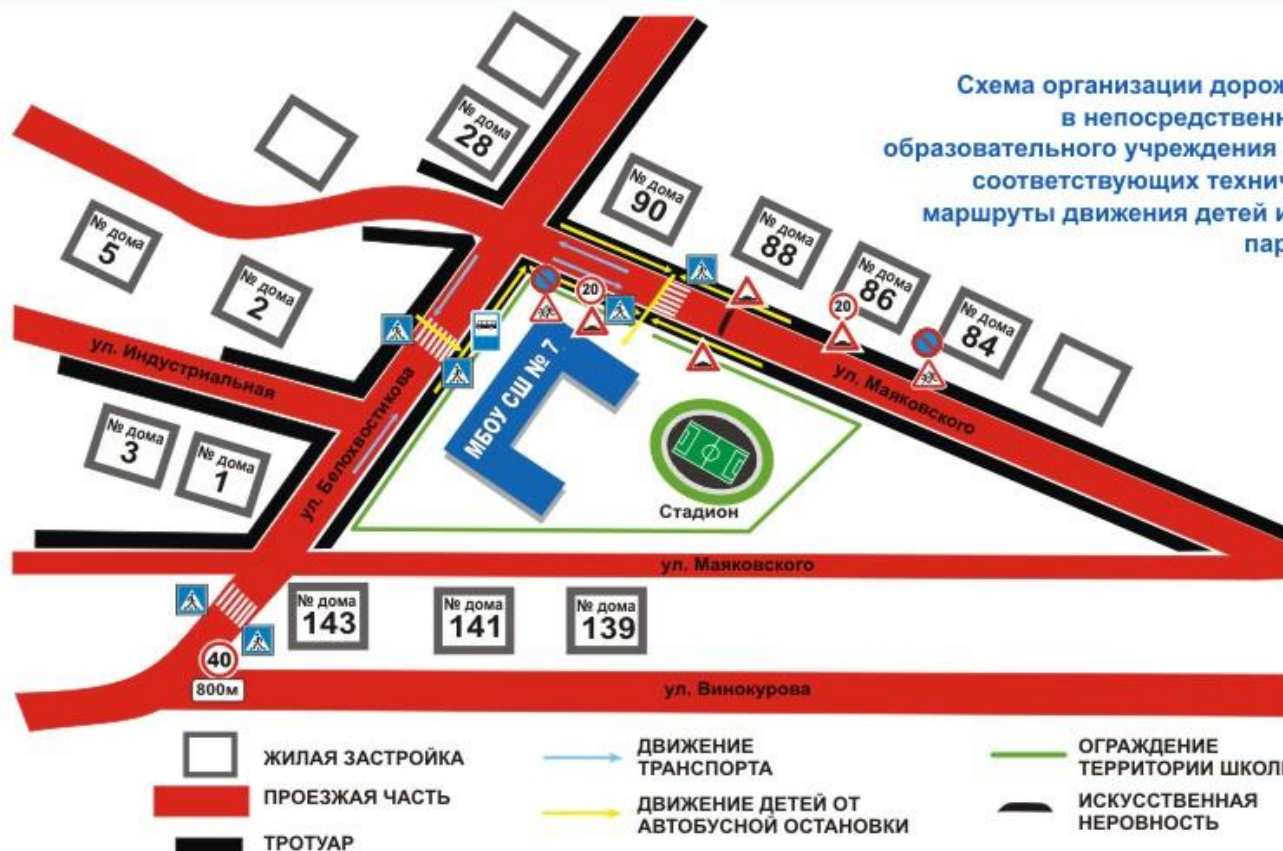 Схема организации дорож
в непосредственн
образовательного учреждения
соответствующих технич
маршруты движения детей и
пар
№ дома
28
№ дома
90
№ дома
88
№ дома
86
№ дома
84
№ дома
5
№ дома
2
20
20
ул. Индустриальная
ул. Белохвостикова
МБОУ СШ № 7
ул. Маяковского
№ дома
3
№ дома
1
Стадион
ул. Маяковского
№ дома
143
№ дома
141
№ дома
139
40
800м
ул. Винокурова
ЖИЛАЯ ЗАСТРОЙКА
ПРОЕЗЖАЯ ЧАСТЬ
ТРОТУАР
ДВИЖЕНИЕ
ТРАНСПОРТА
ДВИЖЕНИЕ ДЕТЕЙ ОТ
АВТОБУСНОЙ ОСТАНОВКИ
ОГРАЖДЕНИЕ
ТЕРРИТОРИИ ШКОЛ
ИСКУССТВЕННАЯ
НЕРОВНОСТЬ